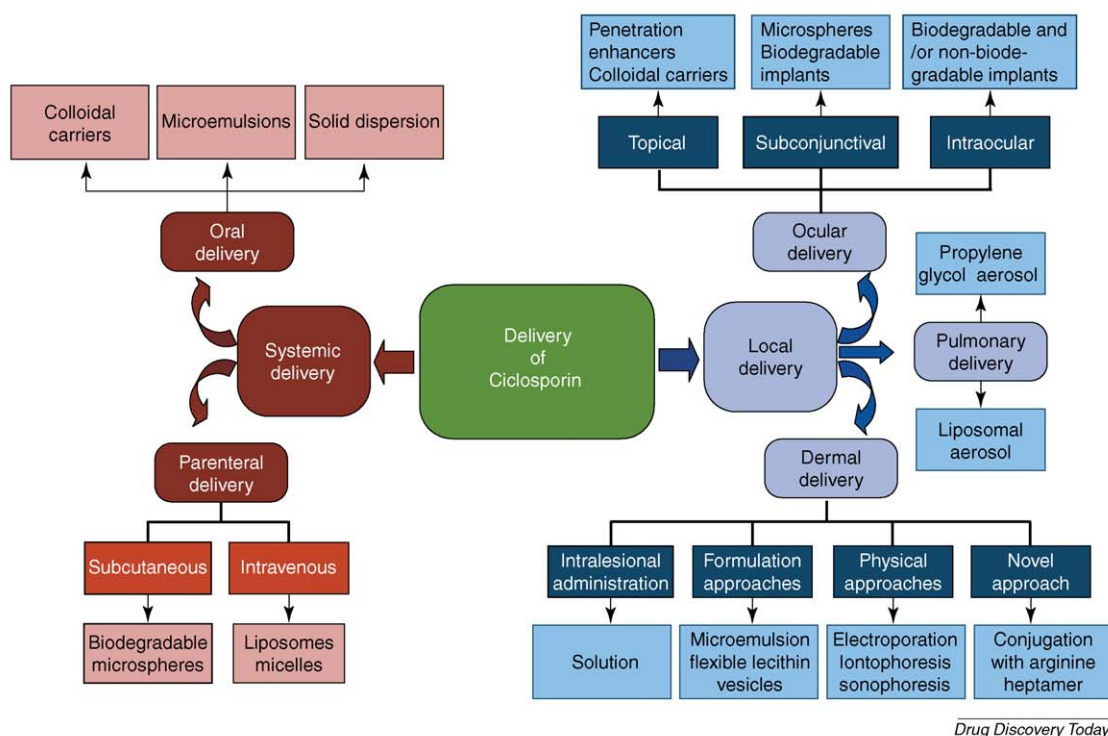 Penetration
enhancers
Colloidal carriers
Microspheres
Biodegradable
implants
Biodegradable and
/or non-biode-
gradable implants
Colloidal
carriers
Microemulsions
Solid dispersion
Topical
Subconjunctival
Intraocular
Oral
delivery
Ocular
delivery
Propylene
glycol aerosol
Systemic
delivery
Delivery
of
Ciclosporin
Local
delivery
Pulmonary
delivery
Liposomal
aerosol
Parenteral
delivery
Dermal
delivery
Subcutaneous
Intravenous
Intralesional
administration
Formulation
approaches
Physical
approaches
Novel
approach
Biodegradable
microspheres
Liposomes
micelles
Solution
Microemulsion
flexible lecithin
vesicles
Electroporation
Iontophoresis
sonophoresis
Conjugation
with arginine
heptamer
Drug Discovery Today